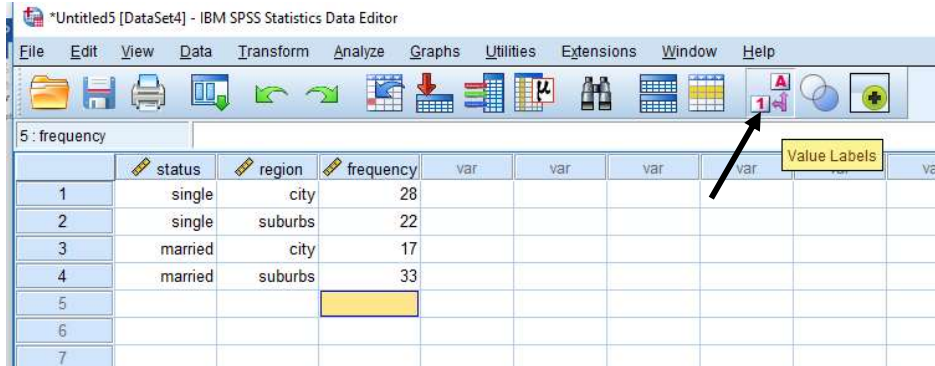 *Untitled5 [DataSet4] - IBM SPSS Statistics Data Editor
File Edit View Data Transform Analyze Graphs Utilities Extensions Window Help
A
1
μ
5 : frequency
Value Labels
status region frequency var var var var var va
1 single city 28
2 single suburbs 22
3 married city 17
4 married suburbs 33
5
6
7